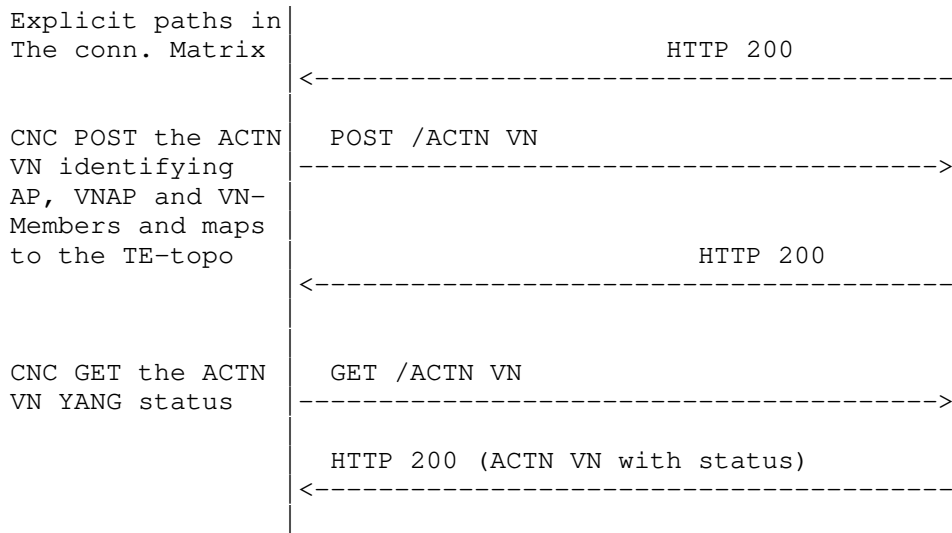 Explicit paths in
The conn. Matrix HTTP 200
CNC POST the ACTN POST /ACTN VN
VN identifying
AP, VNAP and VN-
Members and maps
to the TE-topo HTTP 200
CNC GET the ACTN GET /ACTN VN
VN YANG status
HTTP 200 (ACTN VN with status)